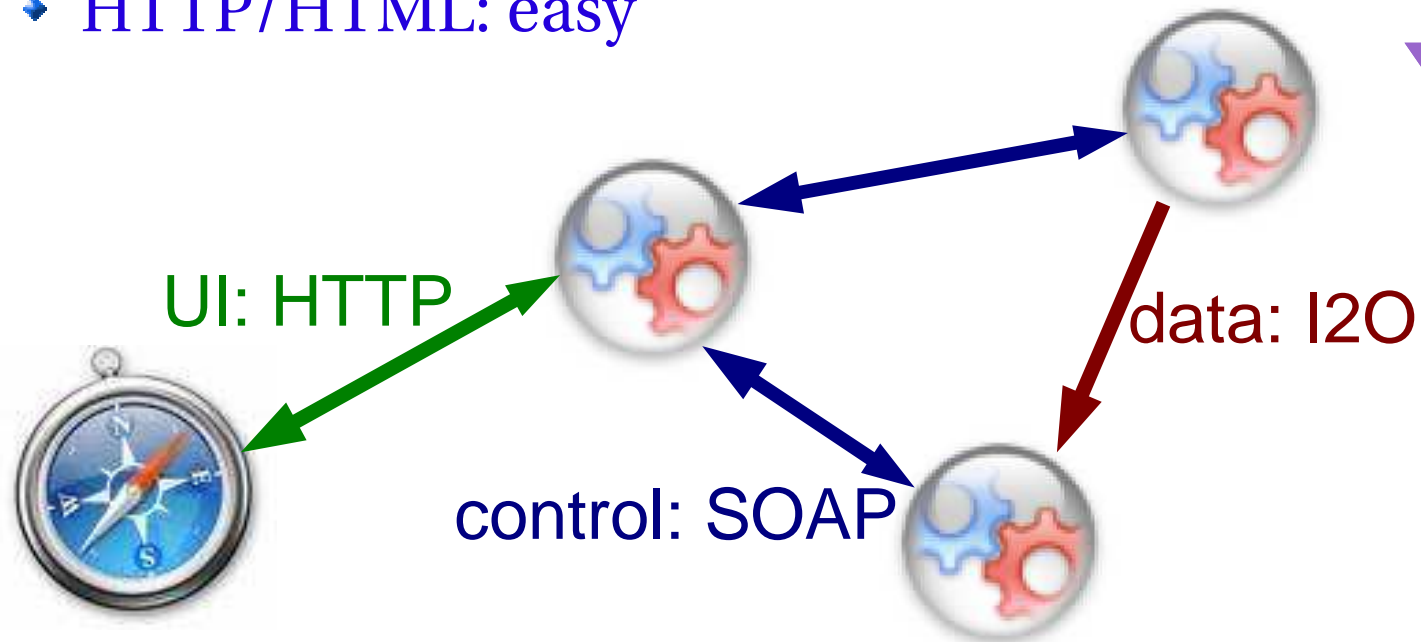 HTTP/HTML: easy
UI: HTTP
data: I2O
control: SOAP
N
E
W
S